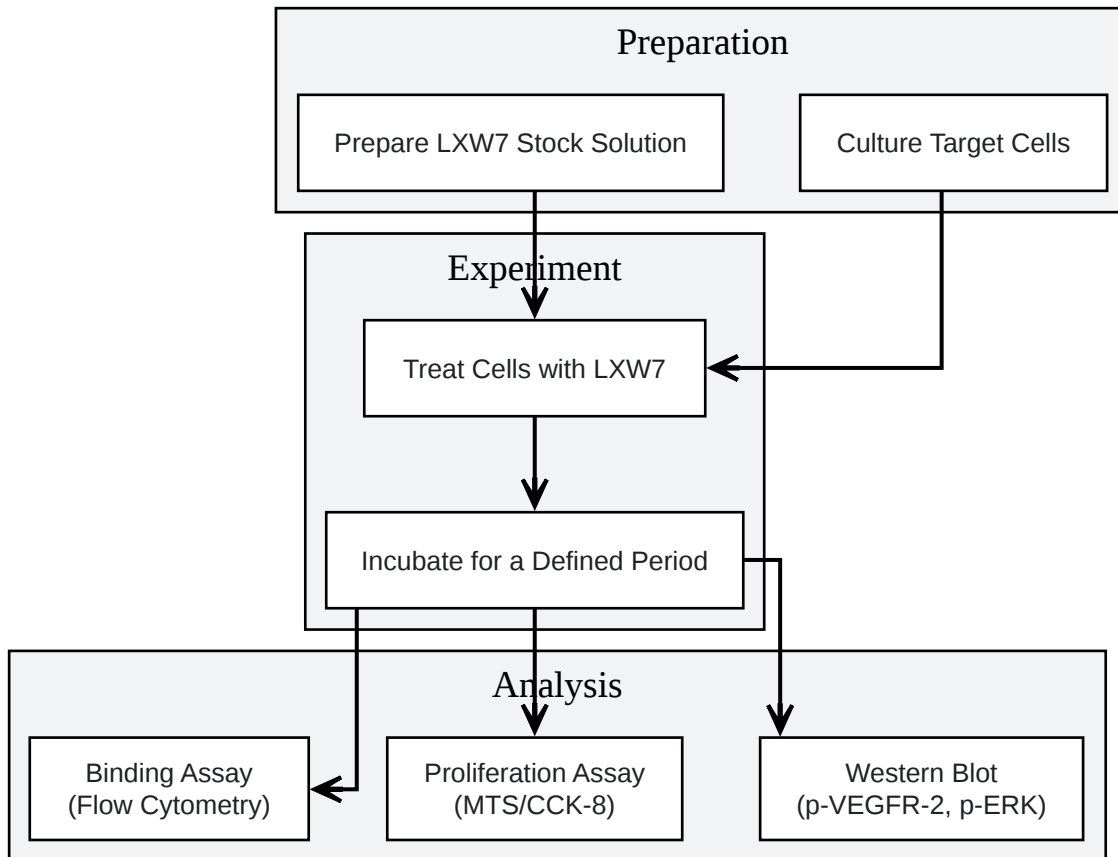 Preparation
Prepare LXW7 Stock Solution
Culture Target Cells
Experiment
Treat Cells with LXW7
Incubate for a Defined Period
Analysis
Binding Assay
(Flow Cytometry)
Proliferation Assay
(MTS/CCK-8)
Western Blot
(p-VEGFR-2, p-ERK)